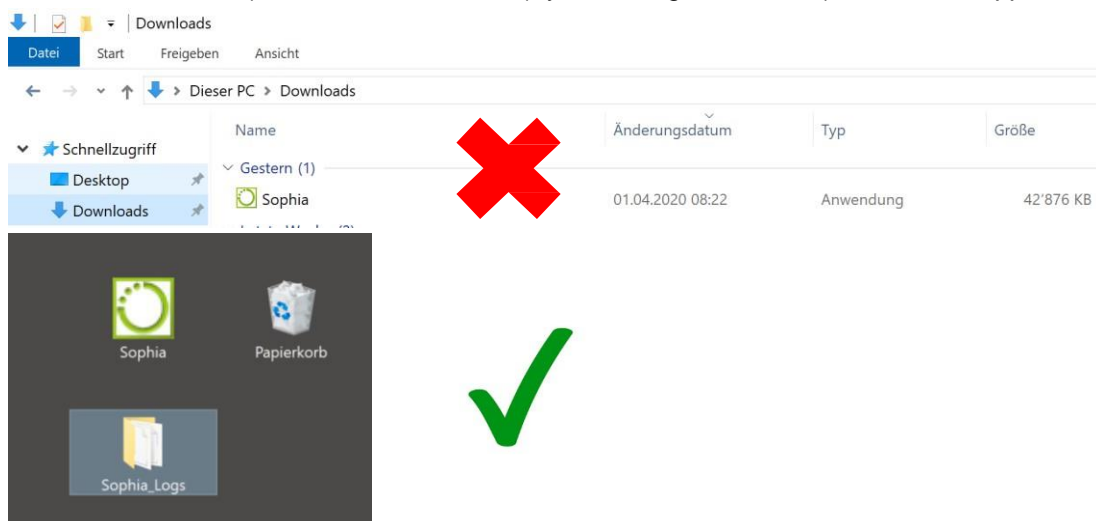 Downloads
Datei Start Freigeben Ansicht
Dieser PC > Downloads
Name Änderungsdatum Typ Größe
Schnellzugriff
Gestern (1)
Desktop
Sophia 01.04.2020 08:22 Anwendung 42'876 KB
Downloads
Sophia Papierkorb
Sophia_Logs